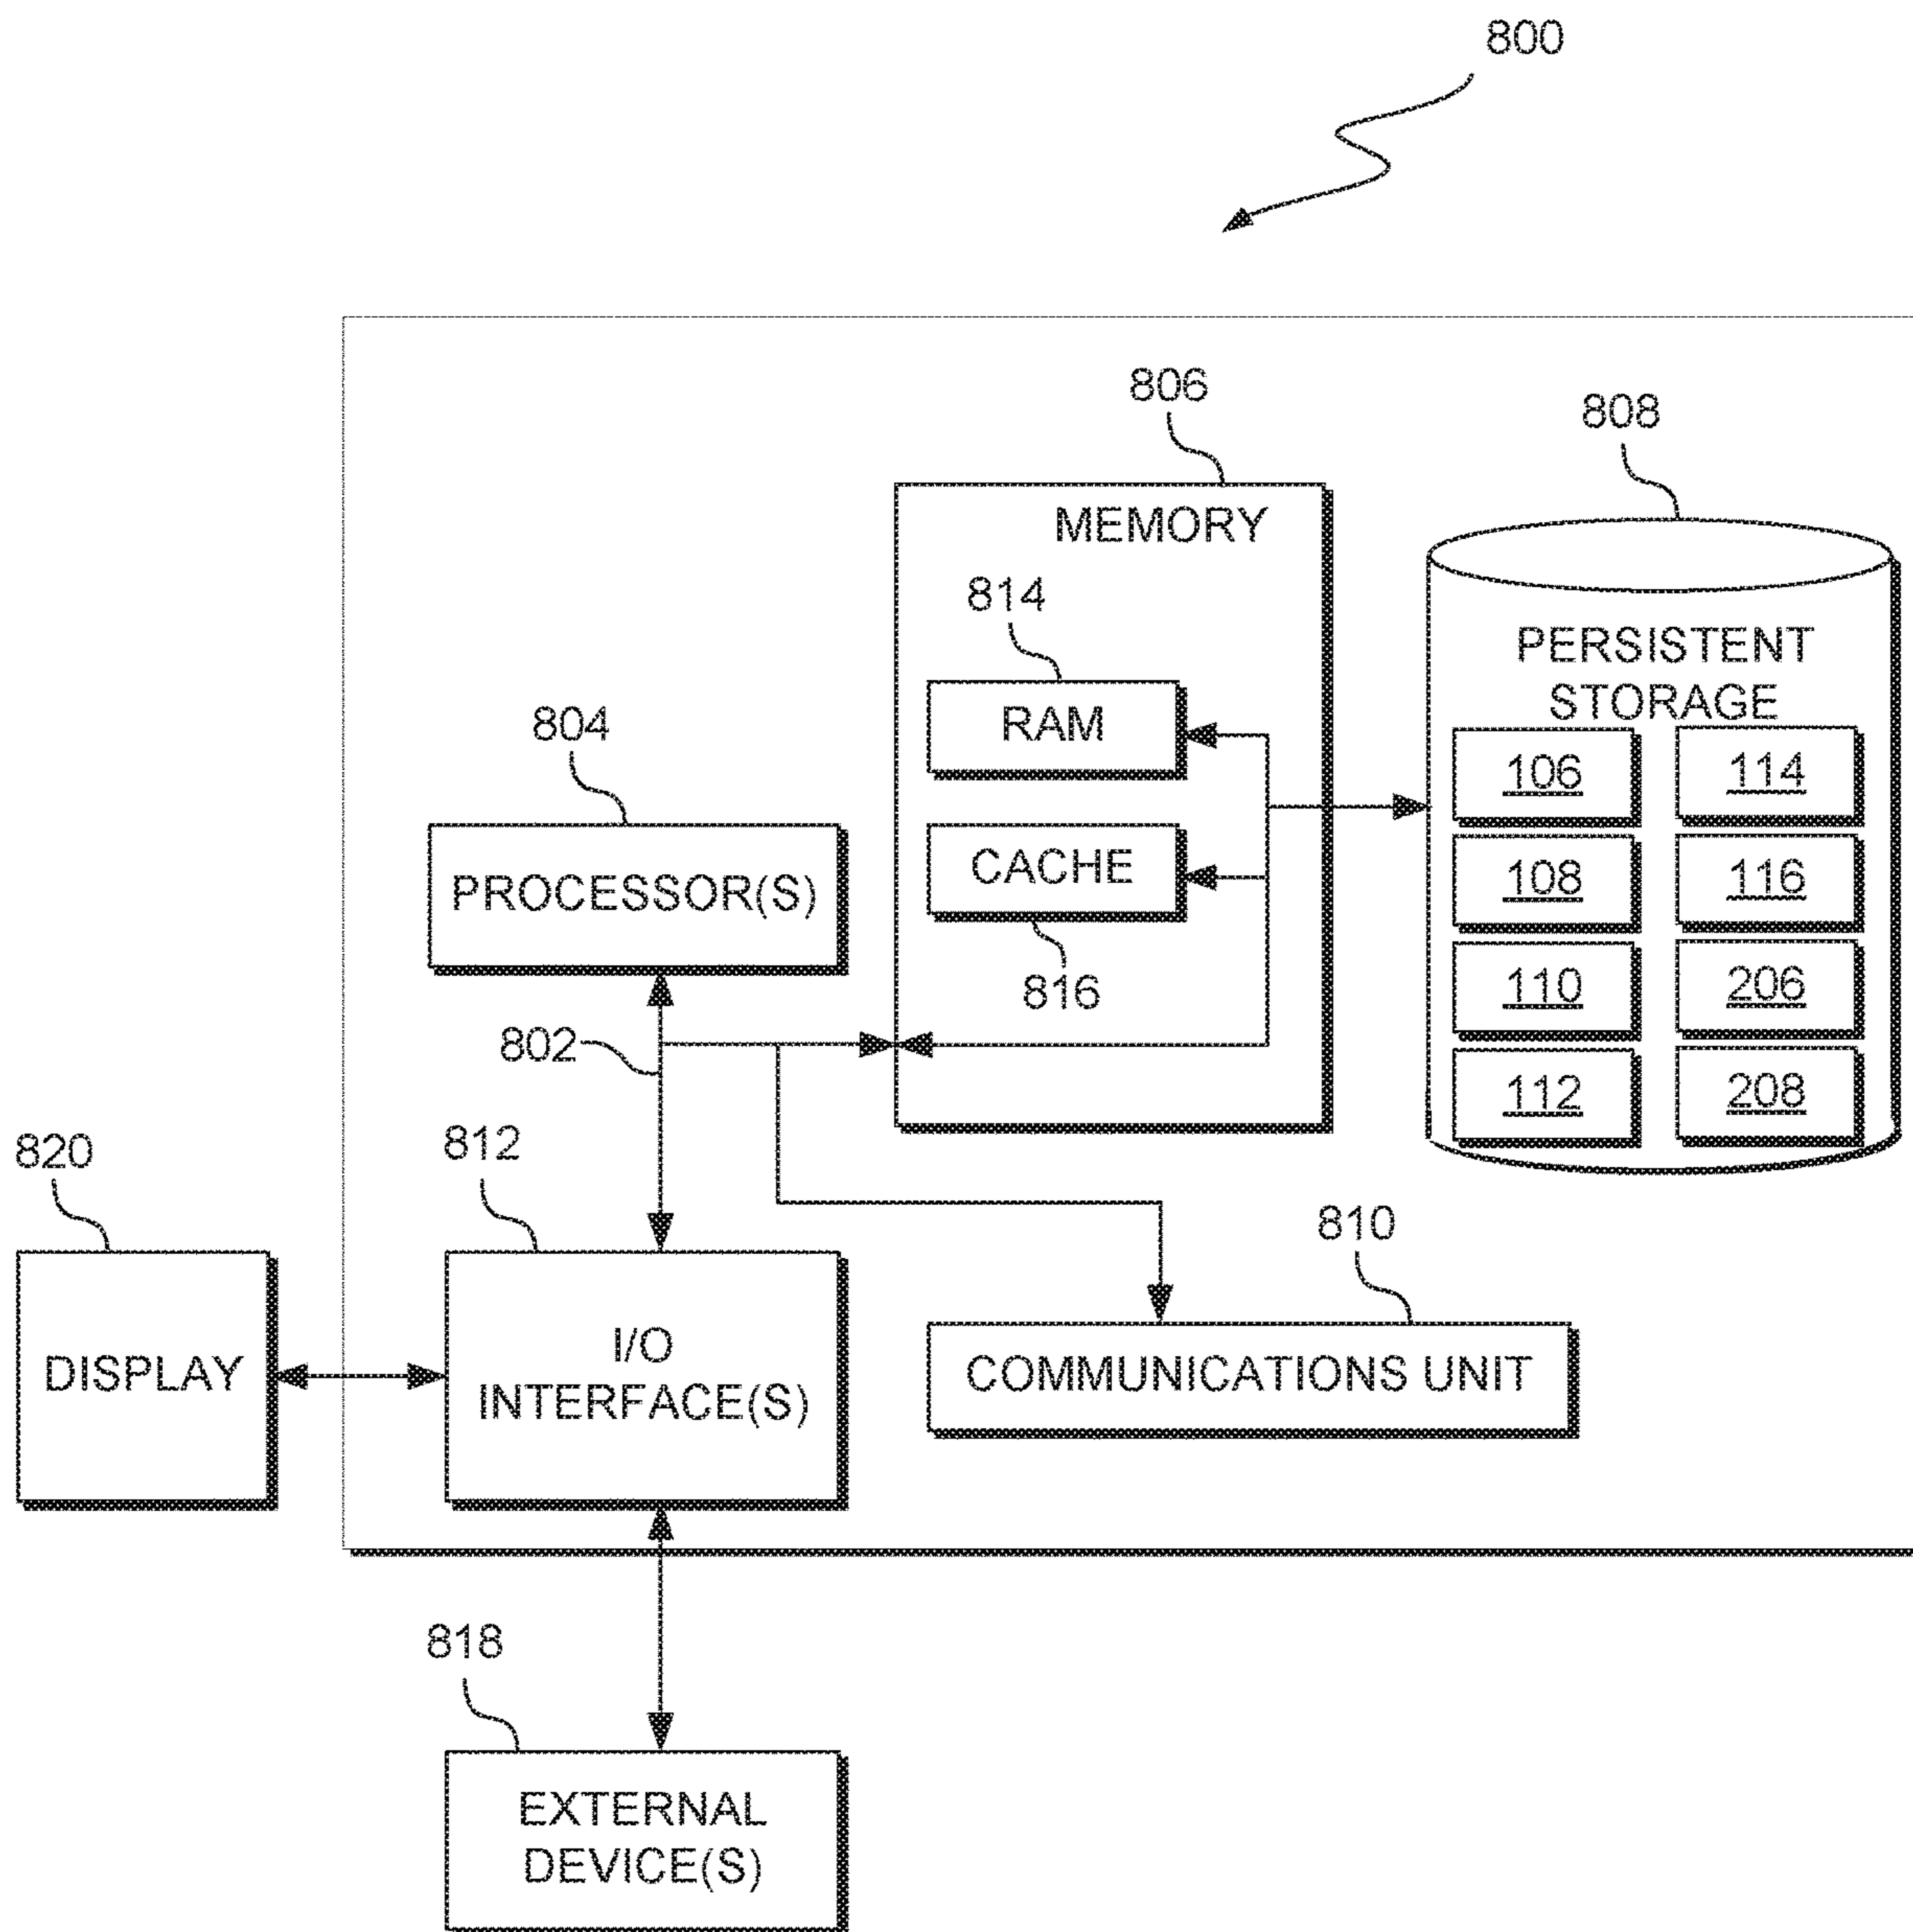 800
806
808
MEMORY
814
PERSISTENT
STORAGE
RAM
804
106
114
CACHE
PROCESSOR(S)
108
116
816
110
206
802
112
208
820
812
810
I/O
INTERFACE(S)
DISPLAY
COMMUNICATIONS UNIT
818
EXTERNAL
DEVICE(S)